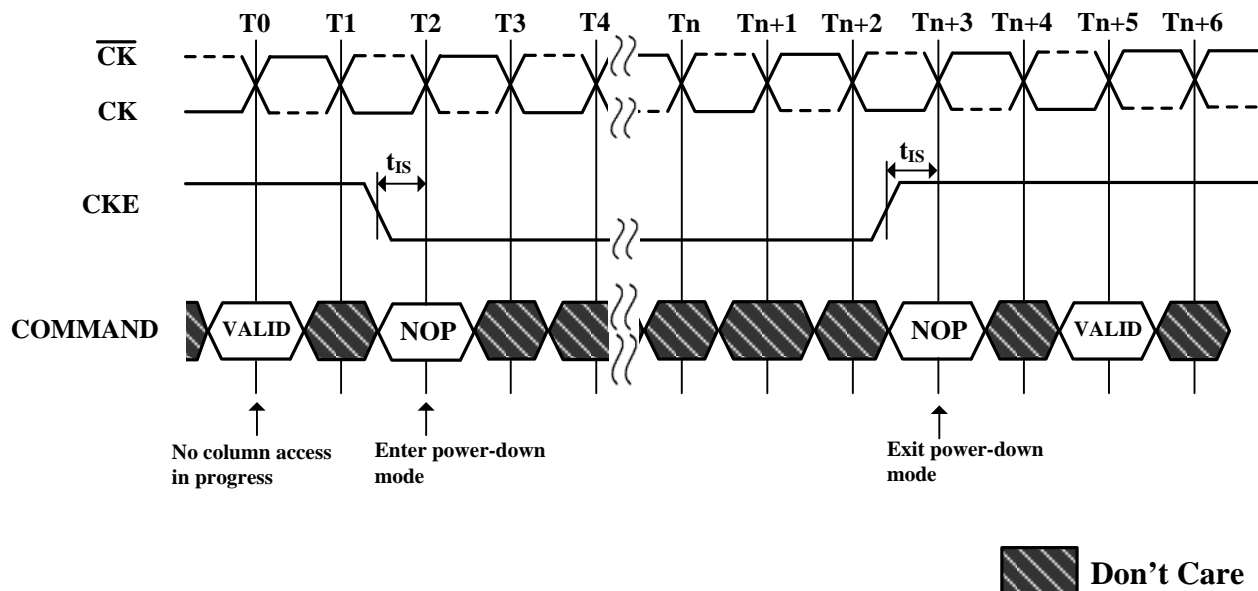 T0 T1 T2 T3 T4 Tn Tn+1 Tn+2 Tn+3 Tn+4 Tn+5 Tn+6
CK
CK
tIS tIS
CKE
COMMAND VALID NOP NOP VALID
No column access
in progress
Enter power-down
mode
Exit power-down
mode
Don't Care